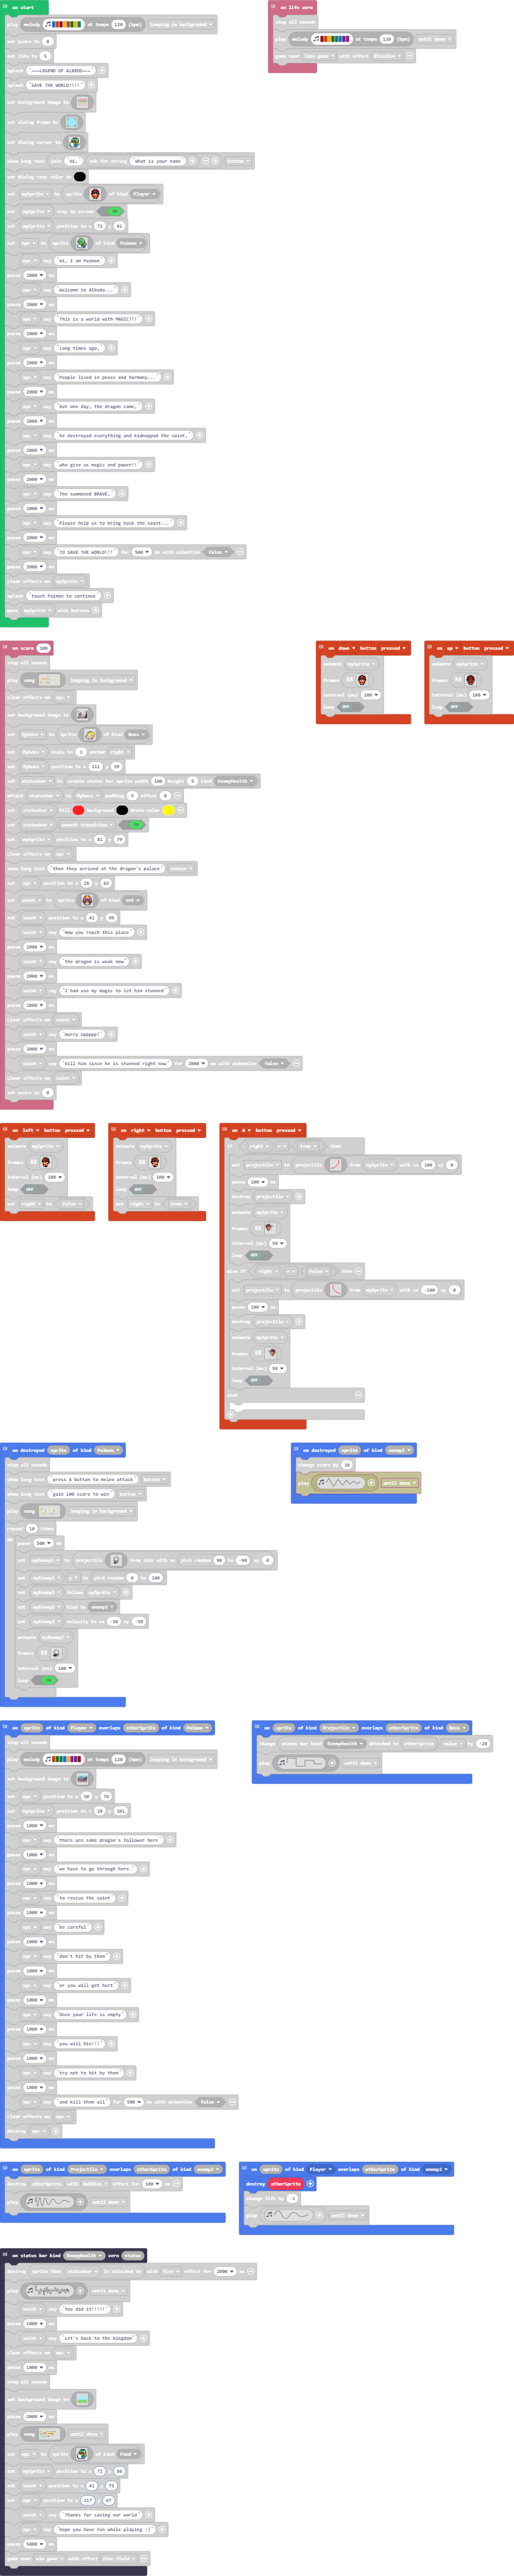 on start
play melody at tempo 120 (bpm) looping in background
set score to 0
set life to 5
splash "===LEGEND OF ALBEDO==="
splash "SAVE THE WORLD!!!!"
set background image to
set dialog frame to
set dialog cursor to
show long text join "Hi, " ask for string "What is your name" bottom
set dialog text color to
set mySprite to sprite of kind Player
set mySprite stay in screen ON
set mySprite position to x 72 y 81
set npc to sprite of kind Paimon
npc say "Hi, I am Paimon"
pause 2000 ms
npc say "Welcome to Albedo..."
pause 2000 ms
npc say "This is a world with MAGIC!!!"
pause 2000 ms
npc say "Long times ago,"
pause 2000 ms
npc say "People lived in peace and harmony..."
pause 2000 ms
npc say "but one day, the dragon came,"
pause 2000 ms
npc say "he destroyed everything and kidnapped the saint,"
pause 2000 ms
npc say "who give us magic and power!!"
pause 2000 ms
npc say "The summoned BRAVE,"
pause 2000 ms
npc say "Please help us to bring back the saint..."
pause 2000 ms
npc say "TO SAVE THE WORLD!!!" for 500 ms with animation false
pause 2000 ms
clear effects on mySprite
splash "touch Paimon to continue"
move mySprite with buttons
on life zero
stop all sounds
play melody at tempo 120 (bpm) until done
game over lose game with effect dissolve
on score 100
stop all sounds
play song looping in background
clear effects on npc
set background image to
set Myboss to sprite of kind Boss
set Myboss scale to 1 anchor right
set Myboss position to x 112 y 59
set statusbar to create status bar sprite width 100 height 5 kind EnemyHealth
attach statusbar to Myboss padding 5 offset 0
set statusbar fill background drain color
set statusbar smooth transition ON
set mySprite position to x 41 y 79
clear effects on npc
show long text "then they arrived at the dragon's palace" center
set npc position to x 28 y 65
set saint to sprite of kind snt
set saint position to x 41 y 99
saint say "Now you reach this place"
pause 2000 ms
saint say "the dragon is weak now"
pause 2000 ms
saint say "I had use my magic to let him stunned"
pause 2000 ms
clear effects on saint
saint say "Hurry Uppppp!"
pause 2000 ms
saint say "Kill him since he is stunned right now" for 2000 ms with animation false
clear effects on saint
set score to 0
on down button pressed
animate mySprite
frames
interval (ms) 100
loop OFF
on up button pressed
animate mySprite
frames
interval (ms) 100
loop OFF
on left button pressed
animate mySprite
frames
interval (ms) 100
loop OFF
set right to false
on right button pressed
animate mySprite
frames
interval (ms) 100
loop OFF
set right to true
on A button pressed
if right = true then
set projectile to projectile from mySprite with vx 100 vy 0
pause 100 ms
destroy projectile
animate mySprite
frames
interval (ms) 50
loop OFF
else if right = false then
set projectile to projectile from mySprite with vx -100 vy 0
pause 100 ms
destroy projectile
animate mySprite
frames
interval (ms) 50
loop OFF
else
on destroyed sprite of kind Paimon
stop all sounds
show long text "press A button to melee attack" bottom
show long text "gain 100 score to win" bottom
play song looping in background
repeat 10 times
do pause 500 ms
set myEnemy2 to projectile from side with vx pick random 90 to -90 vy 0
set myEnemy2 y to pick random 0 to 100
set myEnemy2 follow mySprite
set myEnemy2 kind to enemy2
set myEnemy2 velocity to vx -50 vy -50
animate myEnemy2
frames
interval (ms) 100
loop ON
on destroyed sprite of kind enemy2
change score by 10
play until done
on sprite of kind Player overlaps otherSprite of kind Paimon
stop all sounds
play melody at tempo 120 (bpm) looping in background
set background image to
set npc position to x 50 y 76
set mySprite position to x 29 y 101
pause 1000 ms
npc say "there are some dragon's follower here"
pause 1000 ms
npc say "we have to go through here"
pause 1000 ms
npc say "to rescue the saint"
pause 1000 ms
npc say "be careful"
pause 1000 ms
npc say "don't hit by them"
pause 1000 ms
npc say "or you will get hurt"
pause 1000 ms
npc say "Once your life is empty"
pause 1000 ms
npc say "you will Die!!!"
pause 1000 ms
npc say "try not to hit by them"
pause 1000 ms
npc say "and kill them all" for 500 ms with animation false
clear effects on npc
destroy npc
on sprite of kind Projectile overlaps otherSprite of kind Boss
change status bar kind EnemyHealth attached to otherSprite value by -20
play until done
on sprite of kind Projectile overlaps otherSprite of kind enemy2
destroy otherSprite with bubbles effect for 100 ms
play until done
on sprite of kind Player overlaps otherSprite of kind enemy2
destroy otherSprite
change life by -1
play until done
on status bar kind EnemyHealth zero status
destroy sprite that statusbar is attached to with fire effect for 2000 ms
play until done
saint say "You did it!!!!!"
pause 1000 ms
saint say "Let's back to the kingdom"
clear effects on npc
pause 1000 ms
stop all sounds
set background image to
pause 2000 ms
play song until done
set npc to sprite of kind Food
set mySprite position to x 71 y 86
set saint position to x 41 y 75
set npc position to x 117 y 67
saint say "Thanks for saving our world"
npc say "hope you have fun while playing :)"
pause 5000 ms
game over win game with effect star field